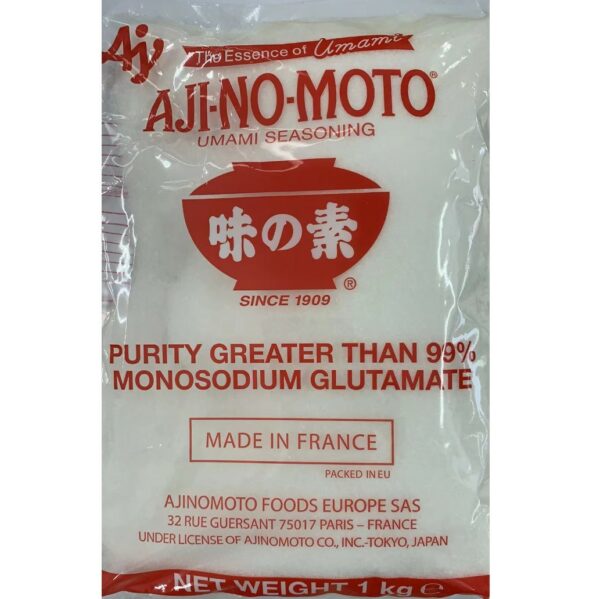 Aji
The Essence of Umami
AJI-NO-MOTO®
UMAMI SEASONING
味の素
®
SINCE 1909
PURITY GREATER THAN 99%
MONOSODIUM GLUTAMATE
MADE IN FRANCE
PACKED IN EU
AJINOMOTO FOODS EUROPE SAS
32 RUE GUERSANT 75017 PARIS – FRANCE
UNDER LICENSE OF AJINOMOTO CO., INC.-TOKYO, JAPAN
NET WEIGHT 1 kg ℮